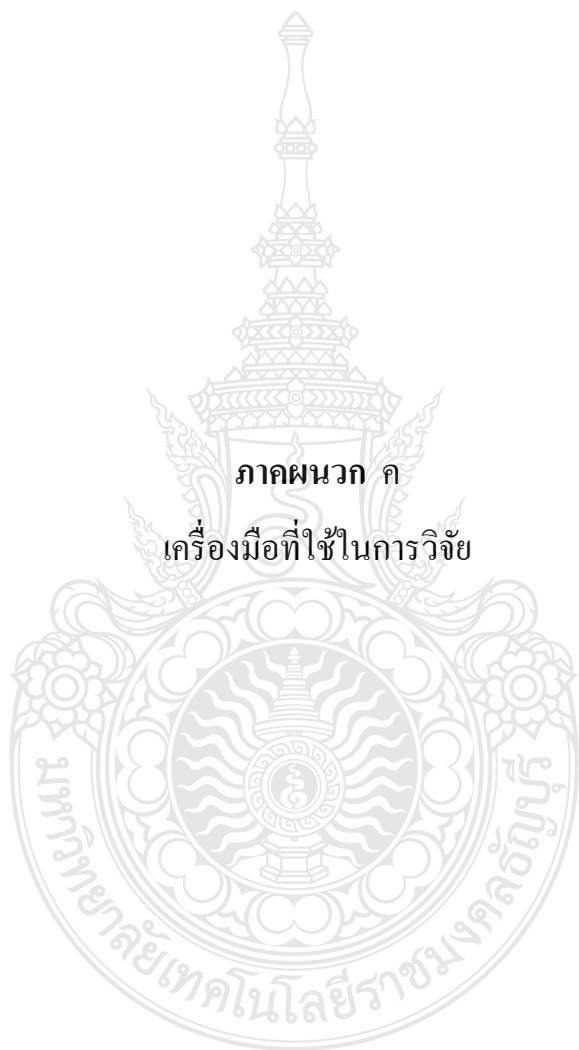 ภาคผนวก ค
เครื่องมือที่ใช้ในการวิจัย
มหาวิทยาลัยเทคโนโลยีราชมงคลธัญบุรี